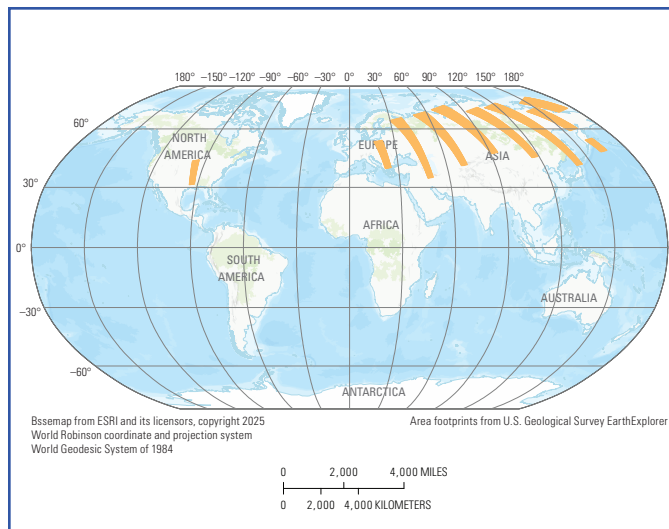 180° −150° −120° −90° −60° −30° 0° 30° 60° 90° 120° 150° 180°
60°
NORTH
AMERICA
EUROPE
ASIA
30°
AFRICA
0°
SOUTH
AMERICA
AUSTRALIA
−30°
−60°
ANTARCTICA
Bssemap from ESRI and its licensors, copyright 2025
World Robinson coordinate and projection system
World Geodesic System of 1984
Area footprints from U.S. Geological Survey EarthExplorer
0 2,000 4,000 MILES
0 2,000 4,000 KILOMETERS